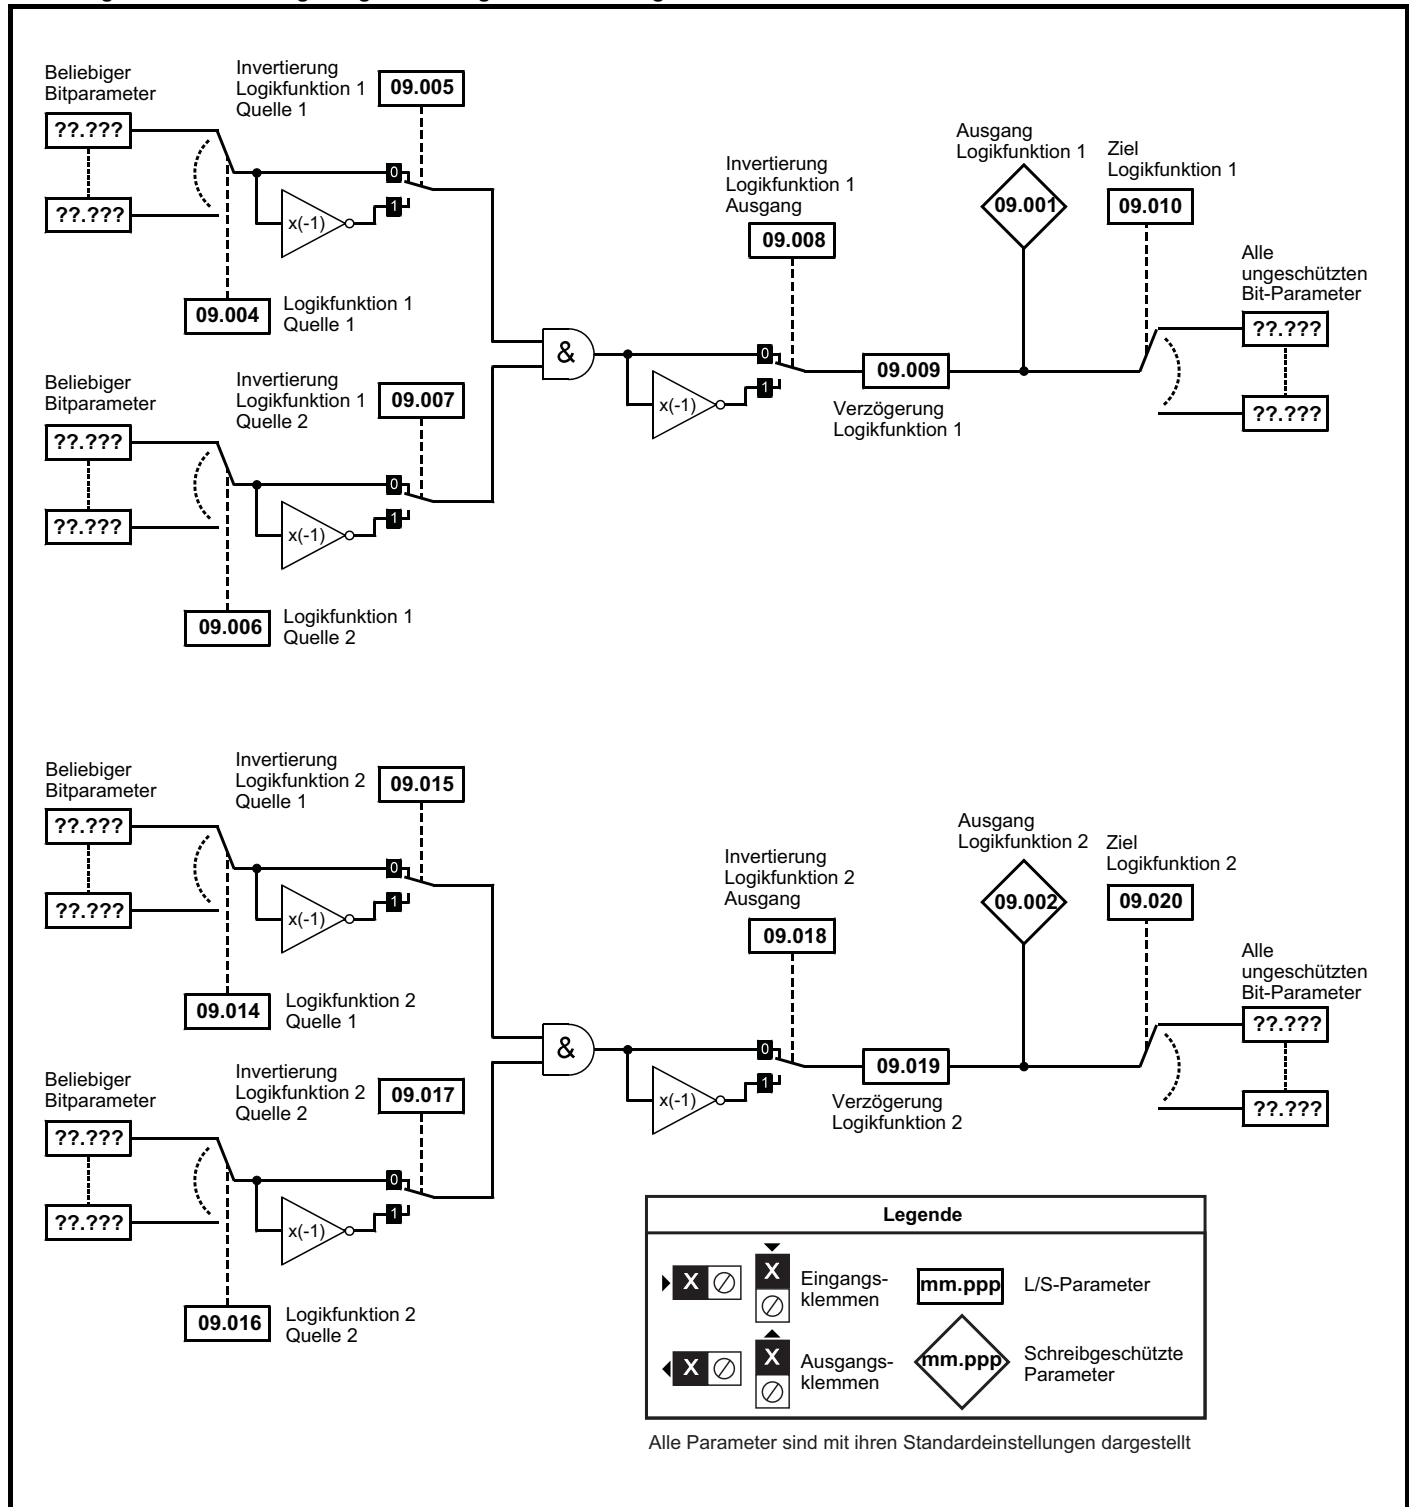 Beliebiger
Bitparameter
??.???
??.???
Invertierung
Logikfunktion 1
Quelle 1
09.005
0
1
x(-1)
09.004
Logikfunktion 1
Quelle 1
Beliebiger
Bitparameter
??.???
??.???
Invertierung
Logikfunktion 1
Quelle 2
09.007
0
1
x(-1)
09.006
Logikfunktion 1
Quelle 2
&
x(-1)
Invertierung
Logikfunktion 1
Ausgang
09.008
0
1
09.009
Verzögerung
Logikfunktion 1
Ausgang
Logikfunktion 1
09.001
Ziel
Logikfunktion 1
09.010
Alle
ungeschützten
Bit-Parameter
??.???
??.???
Beliebiger
Bitparameter
??.???
??.???
Invertierung
Logikfunktion 2
Quelle 1
09.015
0
1
x(-1)
09.014
Logikfunktion 2
Quelle 1
Beliebiger
Bitparameter
??.???
??.???
Invertierung
Logikfunktion 2
Quelle 2
09.017
0
1
x(-1)
09.016
Logikfunktion 2
Quelle 2
&
x(-1)
Invertierung
Logikfunktion 2
Ausgang
09.018
0
1
09.019
Verzögerung
Logikfunktion 2
Ausgang
Logikfunktion 2
09.002
Ziel
Logikfunktion 2
09.020
Alle
ungeschützten
Bit-Parameter
??.???
??.???
Legende
X
X
Eingangs-
klemmen
mm.ppp
L/S-Parameter
X
X
Ausgangs-
klemmen
mm.ppp
Schreibgeschützte
Parameter
Alle Parameter sind mit ihren Standardeinstellungen dargestellt